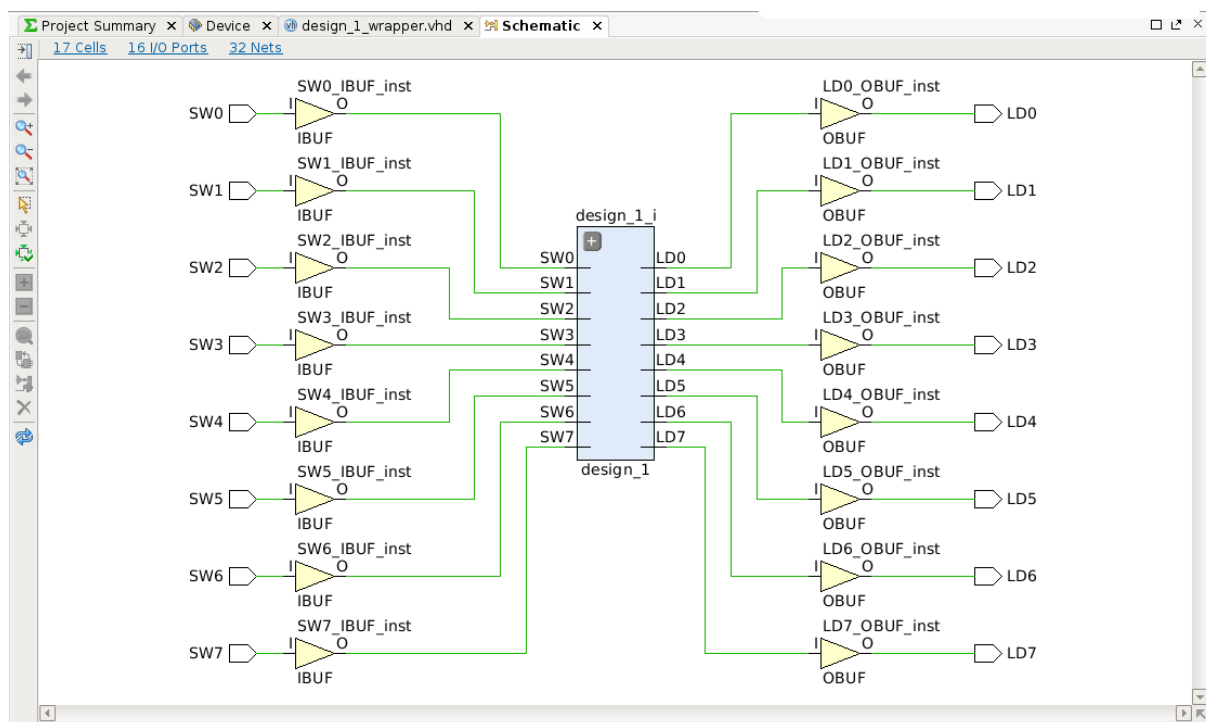 Project Summary × Device × design_1_wrapper.vhd × Schematic ×
17 Cells 16 I/O Ports 32 Nets
SW0_IBUF_inst LD0_OBUF_inst
SW0 I O I O LD0
IBUF OBUF
SW1_IBUF_inst LD1_OBUF_inst
SW1 I O I O LD1
IBUF OBUF
design_1_i
SW2_IBUF_inst LD2_OBUF_inst
SW0 LD0
SW2 I O I O LD2
SW1 LD1
IBUF OBUF
SW2 LD2
SW3_IBUF_inst LD3_OBUF_inst
SW3 LD3
SW3 I O I O LD3
SW4 LD4
IBUF OBUF
SW5 LD5
SW4_IBUF_inst LD4_OBUF_inst
SW6 LD6
SW4 I O I O LD4
SW7 LD7
IBUF OBUF
design_1
SW5_IBUF_inst LD5_OBUF_inst
SW5 I O I O LD5
IBUF OBUF
SW6_IBUF_inst LD6_OBUF_inst
SW6 I O I O LD6
IBUF OBUF
SW7_IBUF_inst LD7_OBUF_inst
SW7 I O I O LD7
IBUF OBUF